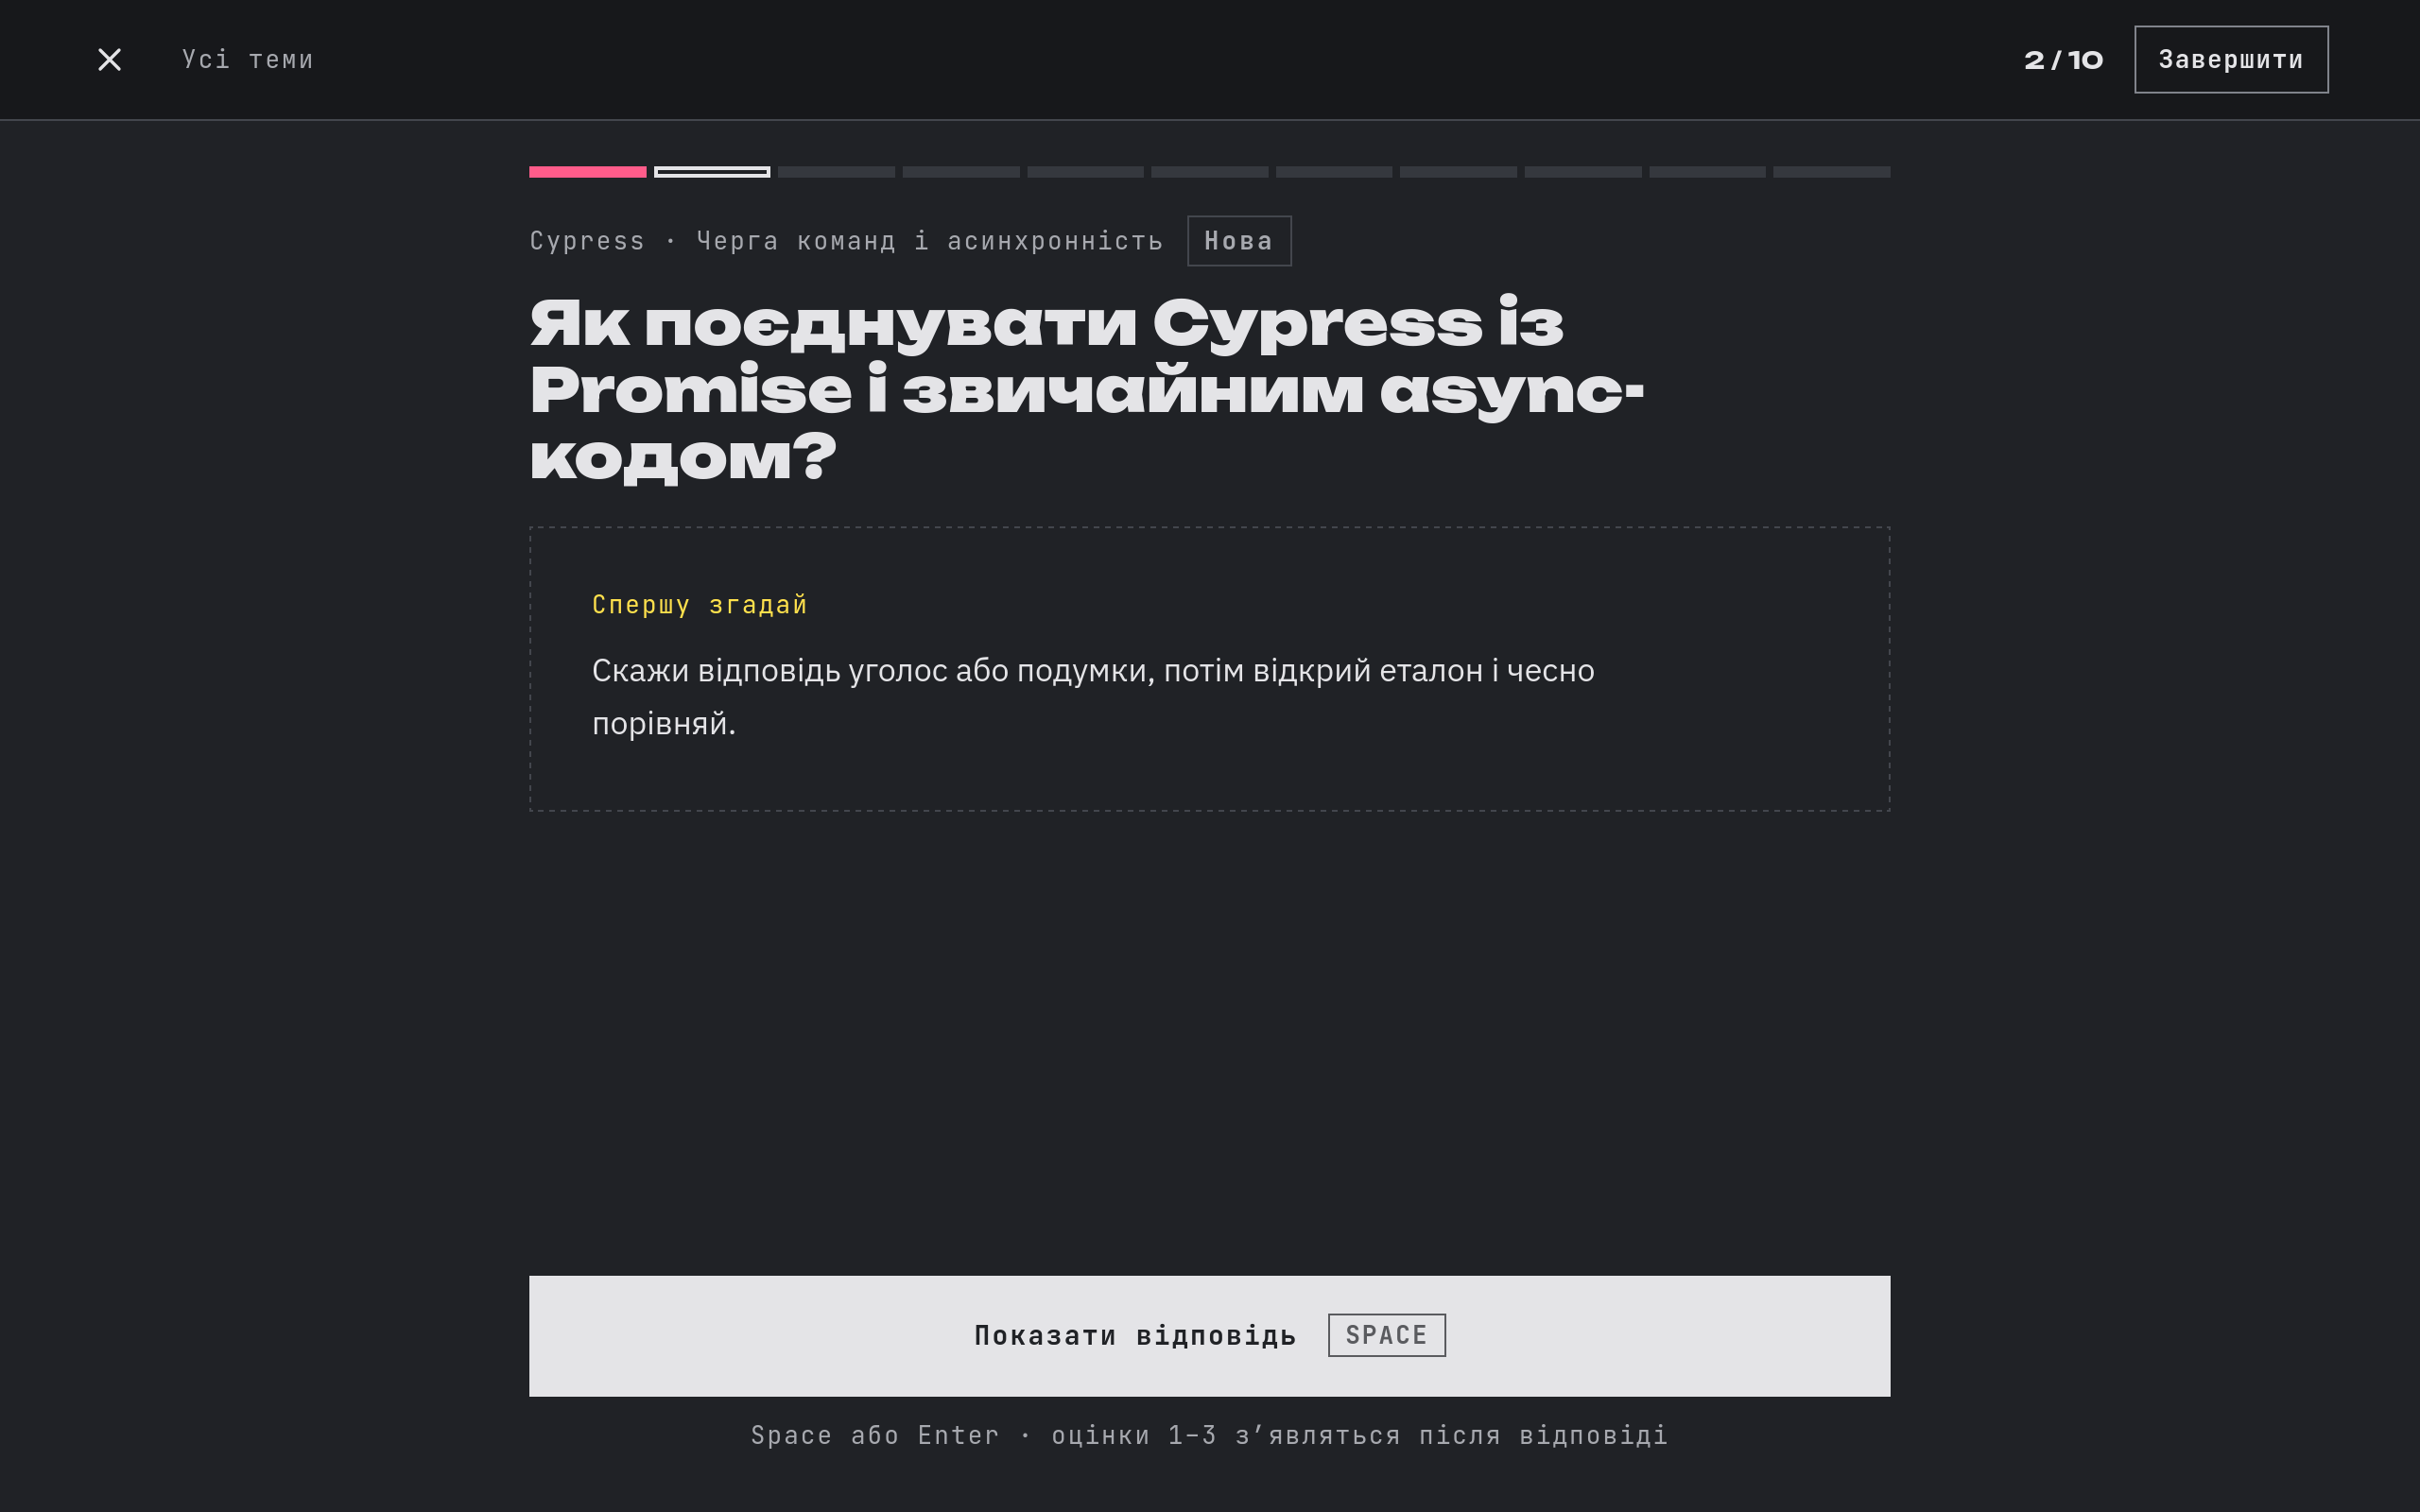 Усі теми
2 / 10
Завершити
Cypress · Черга команд і асинхронність
Нова
Як поєднувати Cypress із
Promise і звичайним async-
кодом?
Спершу згадай
Скажи відповідь уголос або подумки, потім відкрий еталон і чесно
порівняй.
Показати відповідь SPACE
Space або Enter · оцінки 1–3 з’являться після відповіді